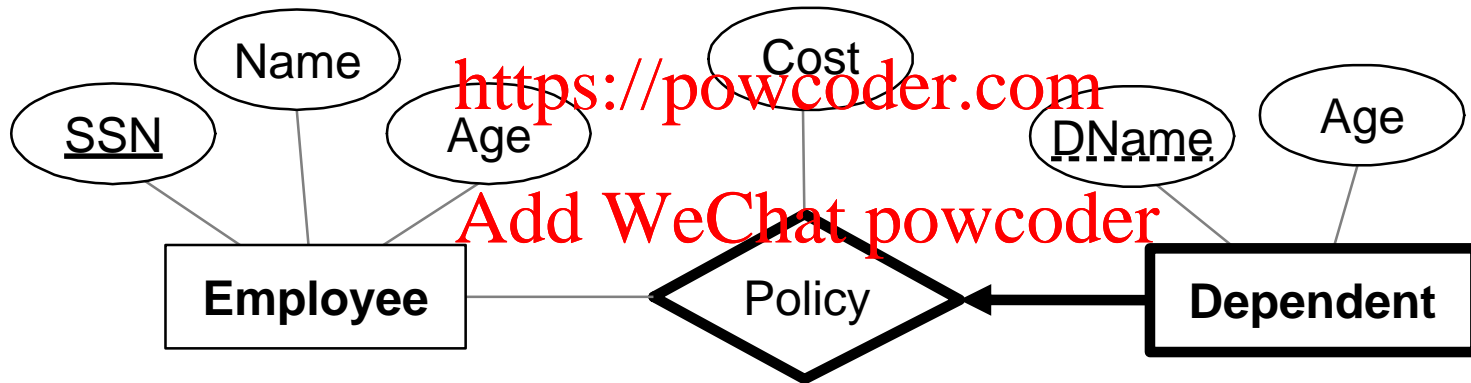 Name
Cost
https://powcoder.com
SSN
Age
DName
Age
Add WeChat powcoder
Employee
Policy
Dependent